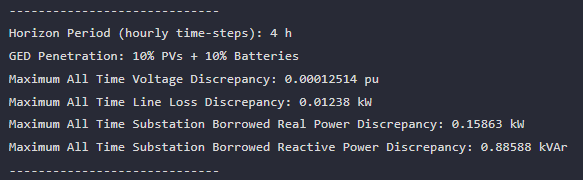 -----------------------------
Horizon Period (hourly time-steps): 4 h
GED Penetration: 10% PVs + 10% Batteries
Maximum All Time Voltage Discrepancy: 0.00012514 pu
Maximum All Time Line Loss Discrepancy: 0.01238 kW
Maximum All Time Substation Borrowed Real Power Discrepancy: 0.15863 kW
Maximum All Time Substation Borrowed Reactive Power Discrepancy: 0.88588 kVAr
-----------------------------